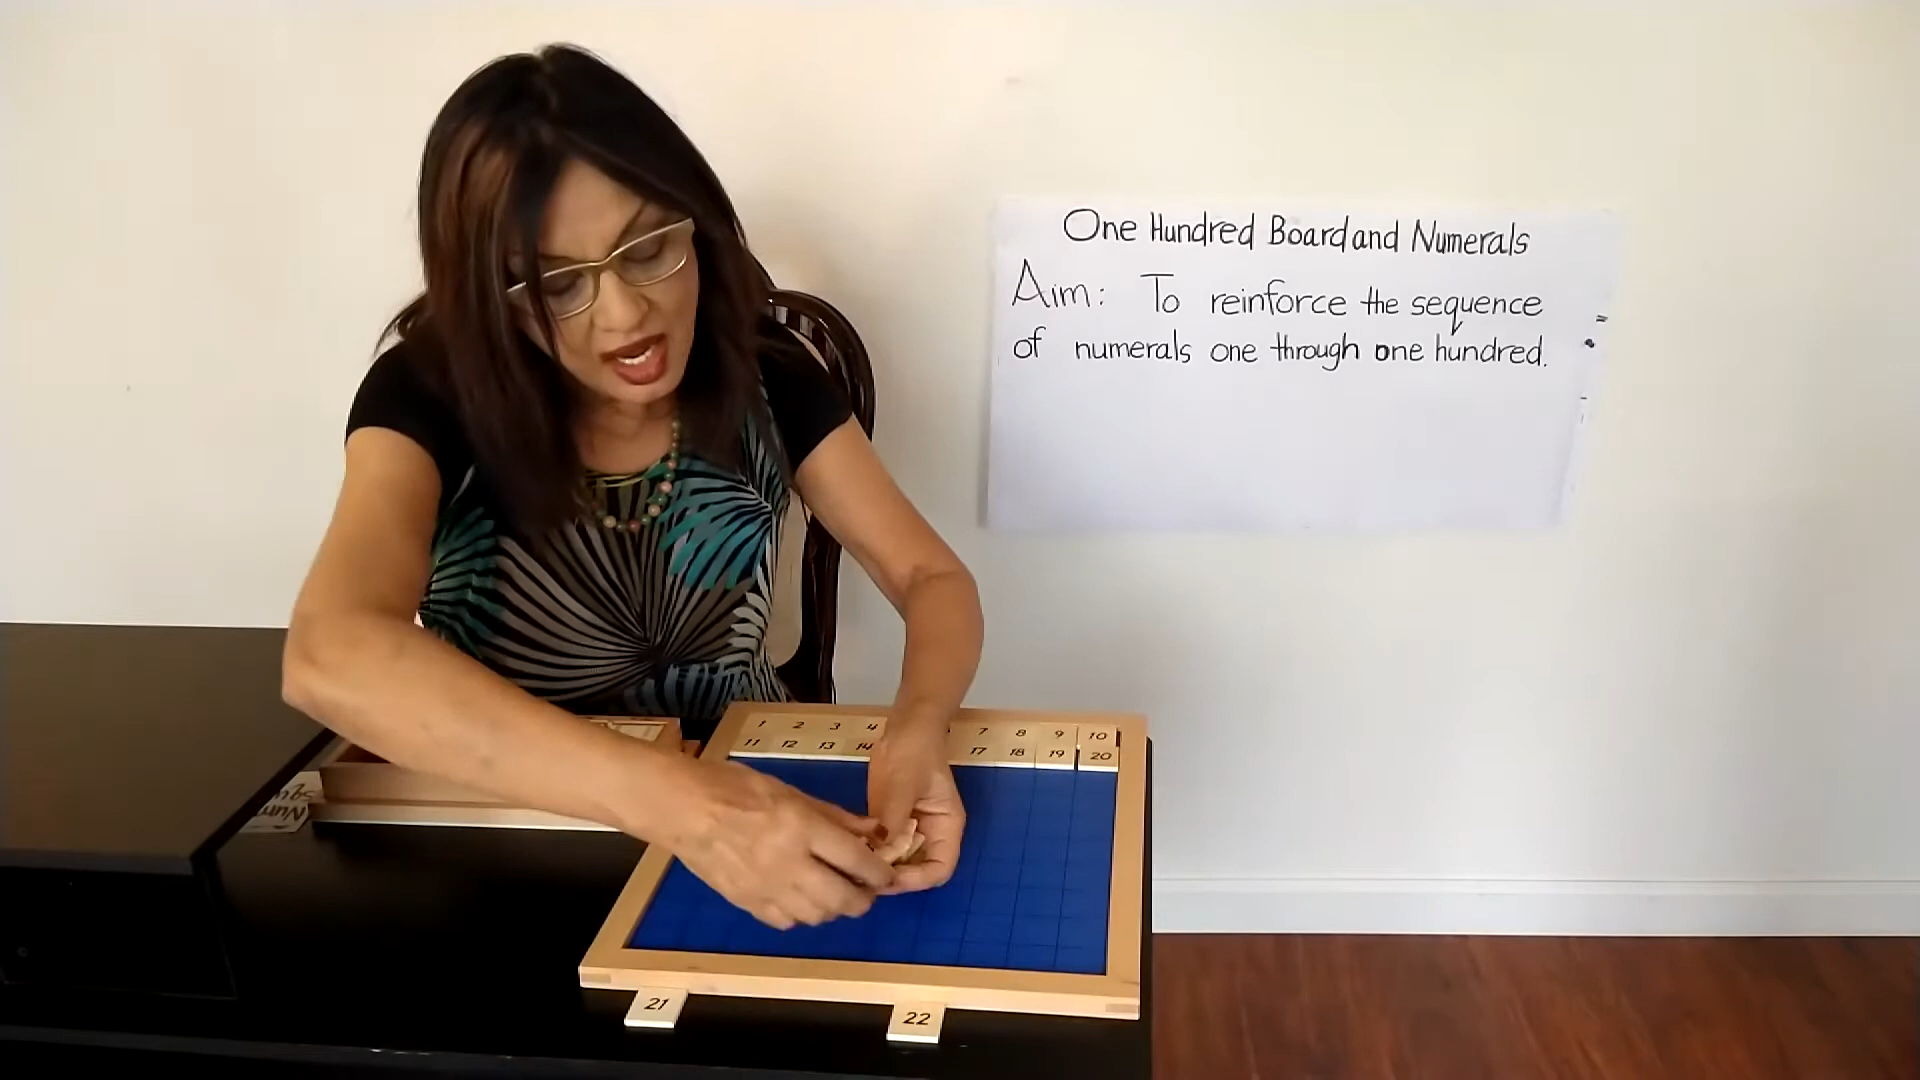 One Hundred Board and Numerals
Aim: To reinforce the sequence
of numerals one through one hundred.
1 2 3 4 7 8 9 10
11 12 13 14 17 18 19 20
21 22